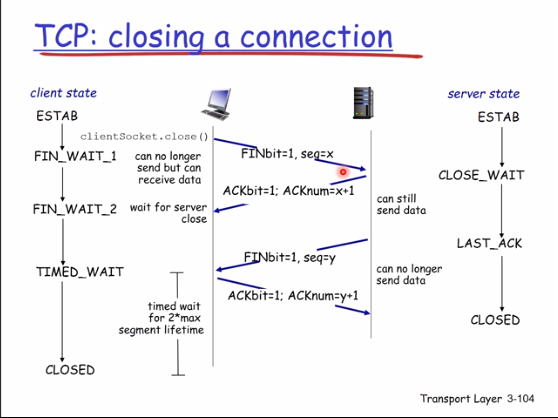 TCP: closing a connection
client state
server state
ESTAB
ESTAB
clientSocket.close()
FIN_WAIT_1
can no longer
send but can
receive data
FINbit=1, seq=x
CLOSE_WAIT
ACKbit=1; ACKnum=x+1
FIN_WAIT_2
wait for server
close
can still
send data
LAST_ACK
FINbit=1, seq=y
TIMED_WAIT
can no longer
send data
ACKbit=1; ACKnum=y+1
timed wait
for 2*max
segment lifetime
CLOSED
CLOSED
Transport Layer 3-104